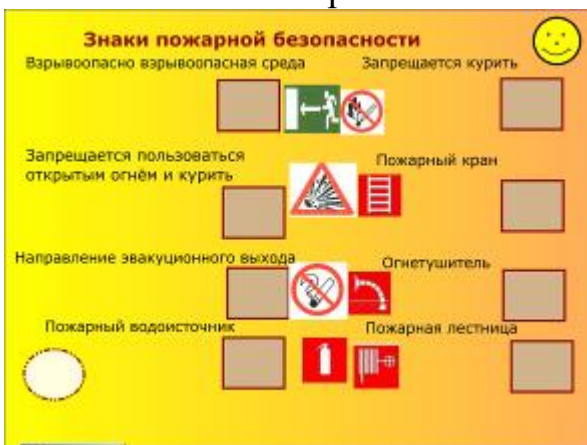 Знаки пожарной безопасности
Взрывоопасно взрывоопасная среда
Запрещается курить
Запрещается пользоваться
открытым огнём и курить
Пожарный кран
Направление эвакуционного выхода
Огнетушитель
Пожарный водоисточник
Пожарная лестница